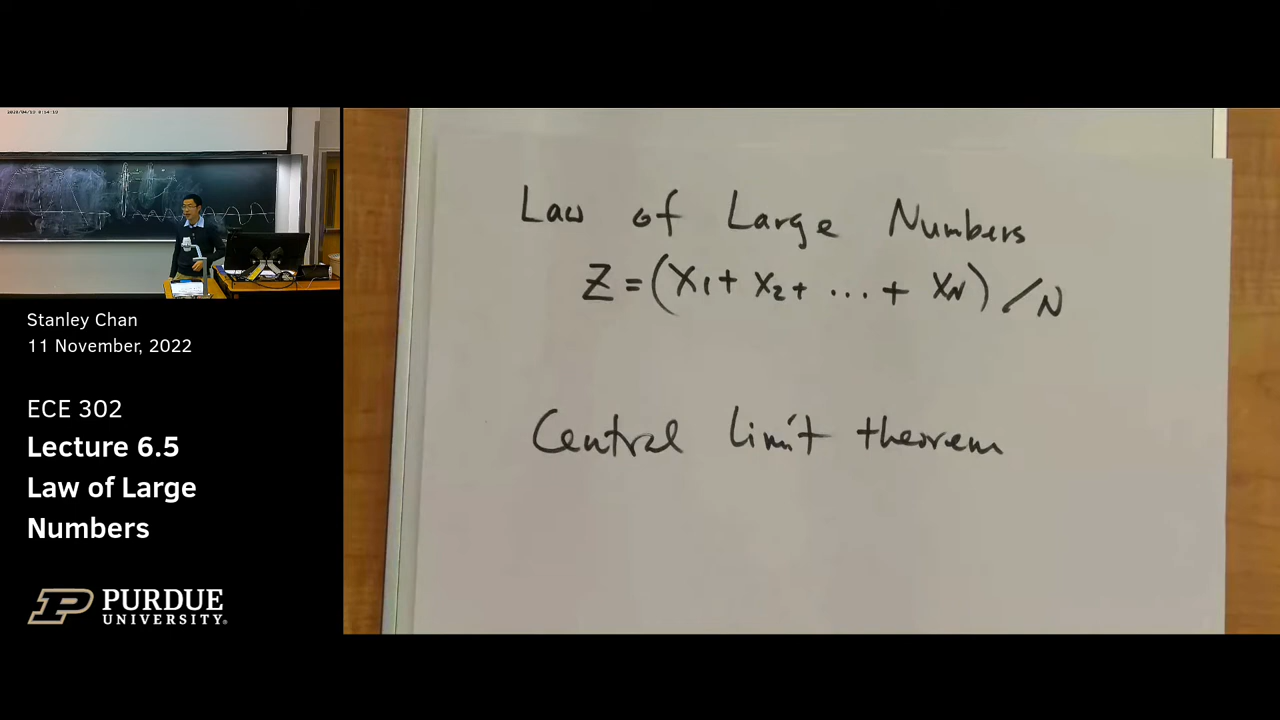 Stanley Chan
11 November, 2022
ECE 302
Lecture 6.5
Law of Large
Numbers
PURDUE
UNIVERSITY®
Law of Large Numbers
Z = (X1 + X2 + ... + XN) / N
Central limit theorem